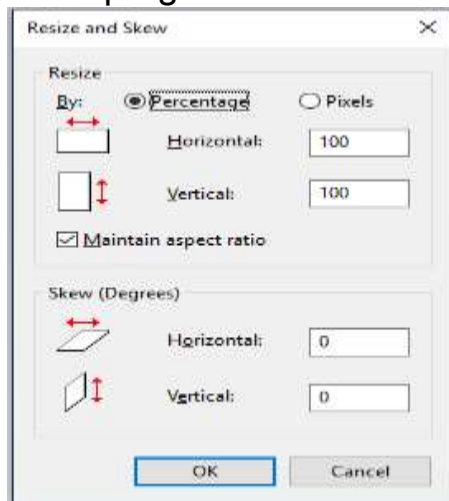 Resize and Skew
Resize
By: Percentage Pixels
Horizontal: 100
Vertical: 100
Maintain aspect ratio
Skew (Degrees)
Horizontal: 0
Vertical: 0
OK Cancel